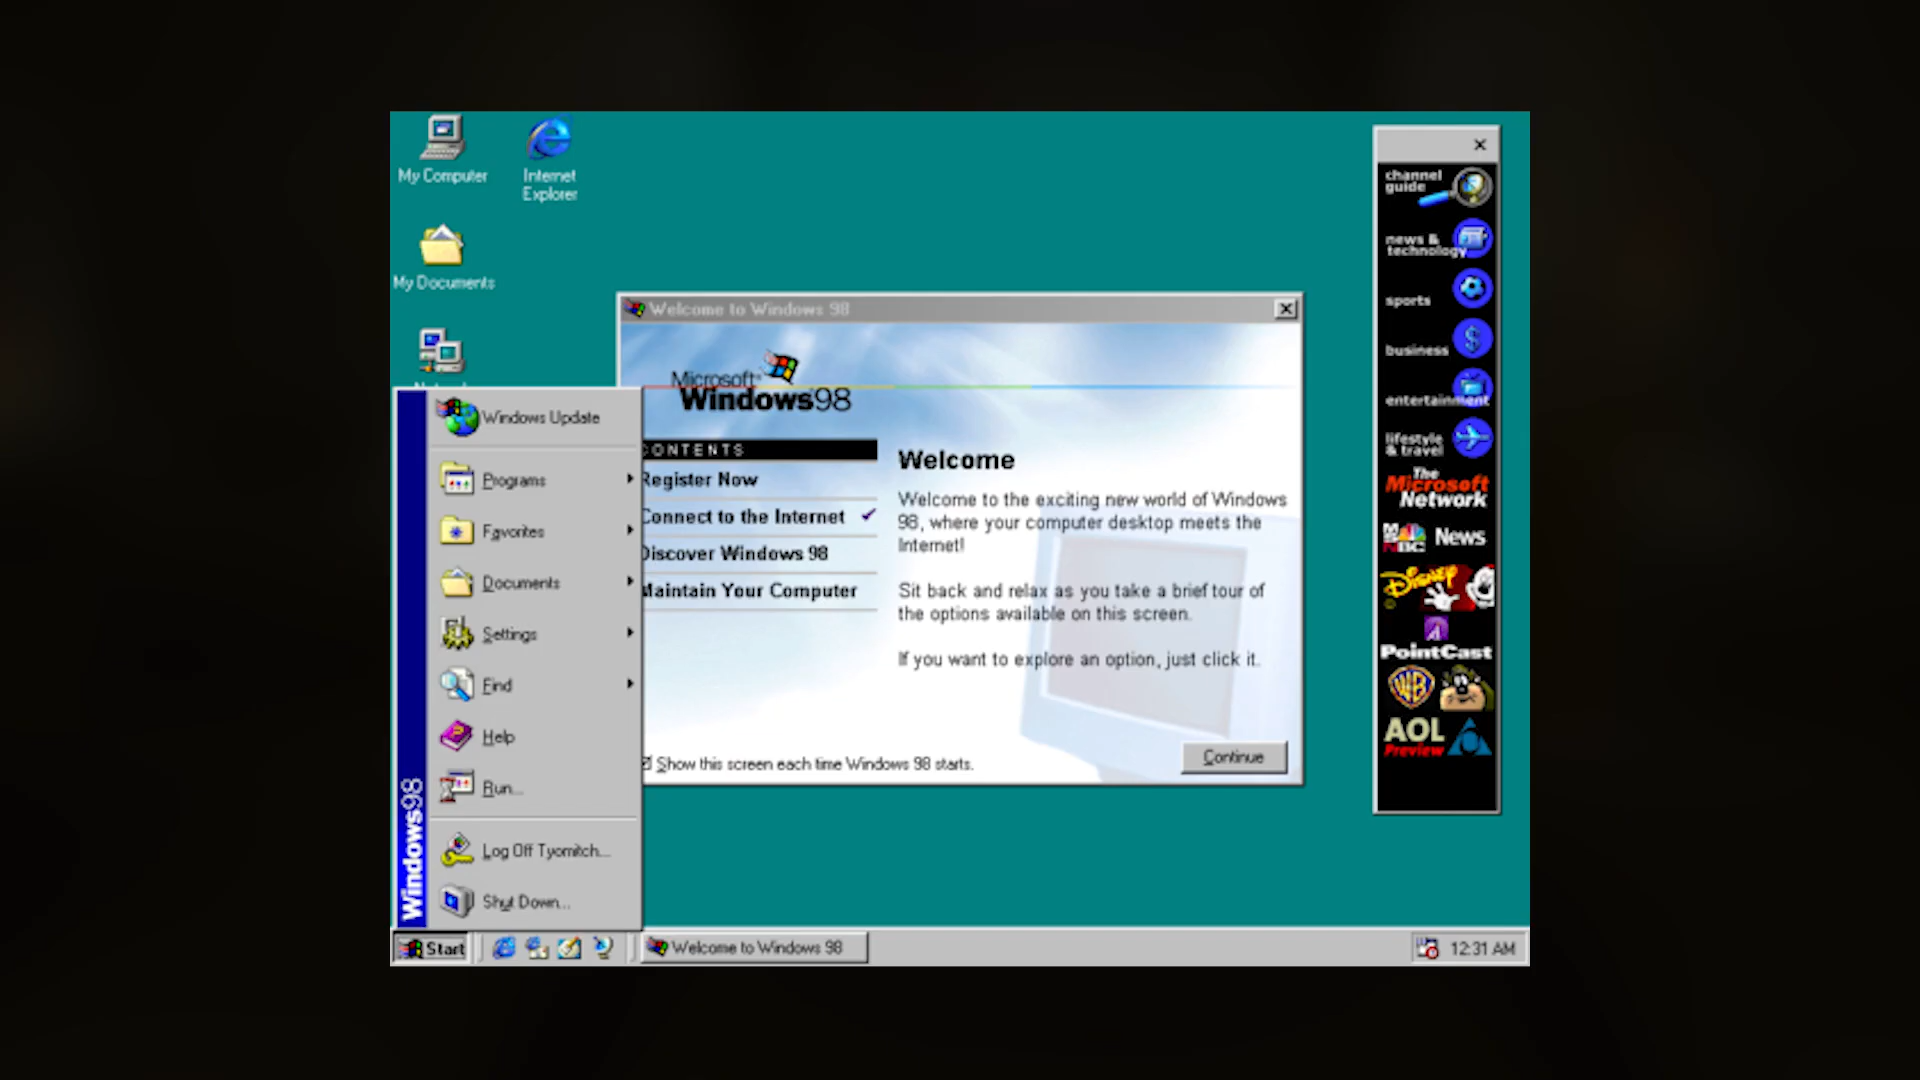 My Computer
Internet
Explorer
My Documents
Welcome to Windows 98
Microsoft
Windows98
CONTENTS
Register Now
Connect to the Internet
Discover Windows 98
Maintain Your Computer
Welcome
Welcome to the exciting new world of Windows
98, where your computer desktop meets the
Internet!
Sit back and relax as you take a brief tour of
the options available on this screen.
If you want to explore an option, just click it.
Show this screen each time Windows 98 starts.
Continue
channel
guide
news &
technology
sports
business
entertainment
lifestyle
& travel
The
Microsoft
Network
MSNBC News
Disney
PointCast
WB
AOL
Preview
Windows Update
Programs
Favorites
Documents
Settings
Find
Help
Run...
Log Off Tyomitch...
Shut Down...
Windows98
Start
Welcome to Windows 98
12:31 AM